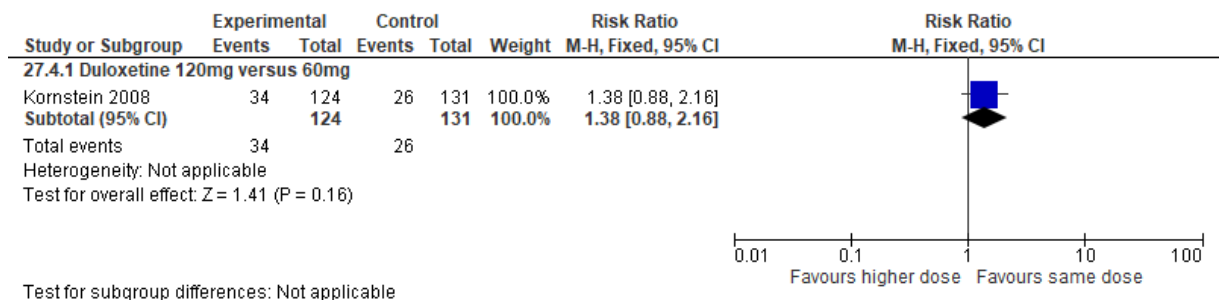 Experimental Control Risk Ratio Risk Ratio
Study or Subgroup Events Total Events Total Weight M-H, Fixed, 95% CI M-H, Fixed, 95% CI
27.4.1 Duloxetine 120mg versus 60mg
Kornstein 2008 34 124 26 131 100.0% 1.38 [0.88, 2.16]
Subtotal (95% CI) 124 131 100.0% 1.38 [0.88, 2.16]
Total events 34 26
Heterogeneity: Not applicable
Test for overall effect: Z = 1.41 (P = 0.16)
0.01 0.1 1 10 100
Favours higher dose Favours same dose
Test for subgroup differences: Not applicable